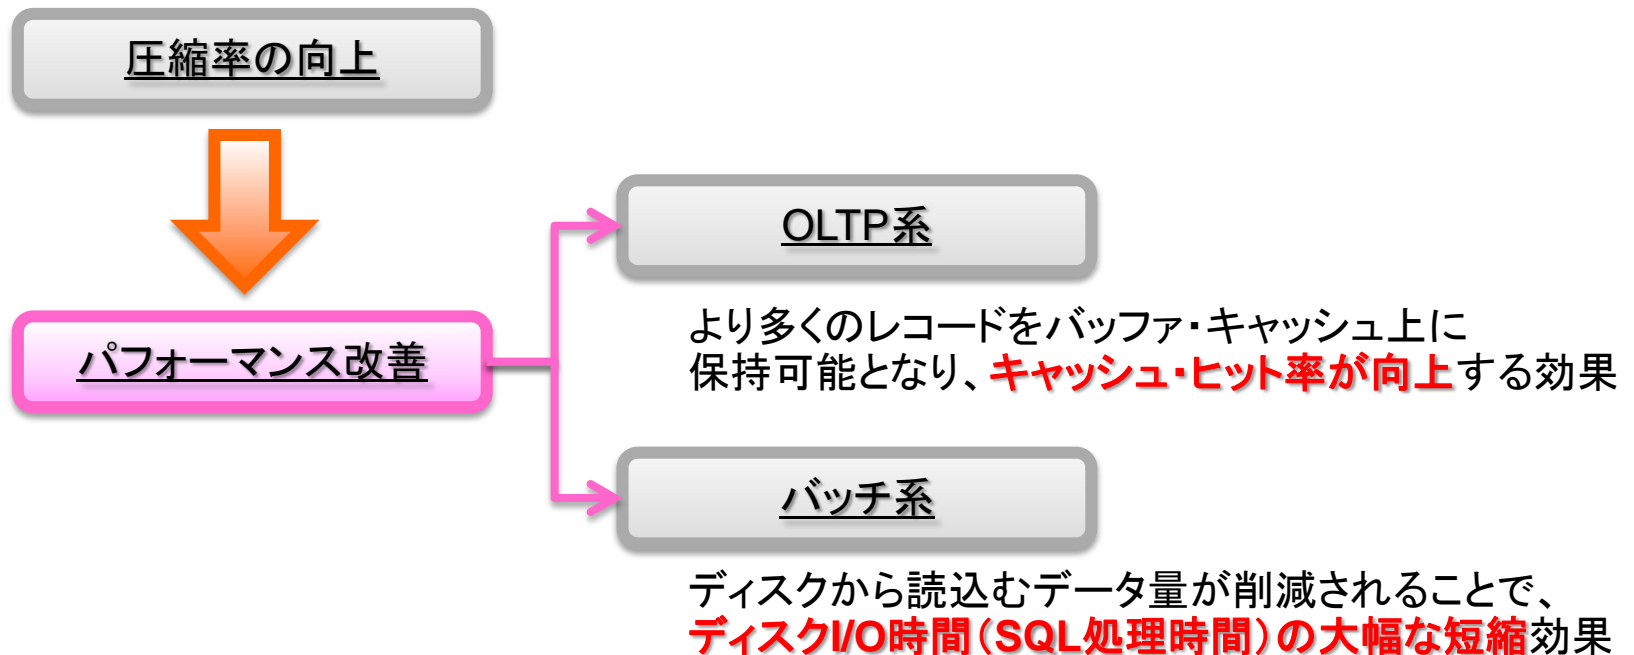 圧縮率の向上
パフォーマンス改善
OLTP系
より多くのレコードをバッファ・キャッシュ上に
保持可能となり、キャッシュ・ヒット率が向上する効果
バッチ系
ディスクから読込むデータ量が削減されることで、
ディスクI/O時間（SQL処理時間）の大幅な短縮効果